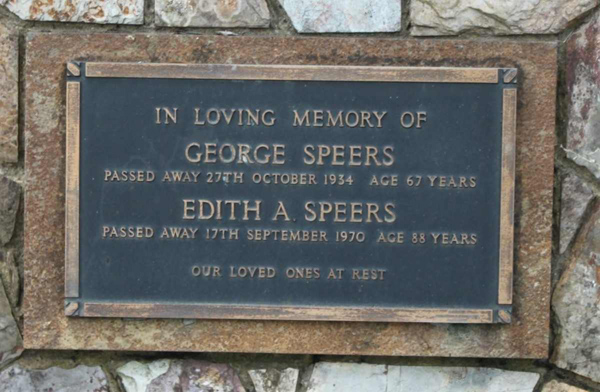 IN LOVING MEMORY OF
GEORGE SPEERS
PASSED AWAY 27TH OCTOBER 1934 AGE 67 YEARS
EDITH A. SPEERS
PASSED AWAY 17TH SEPTEMBER 1970 AGE 88 YEARS
OUR LOVED ONES AT REST